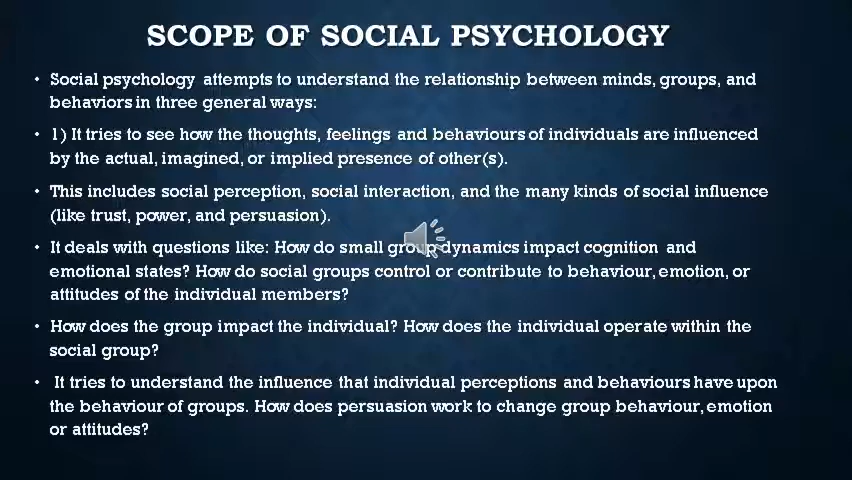 SCOPE OF SOCIAL PSYCHOLOGY
• Social psychology attempts to understand the relationship between minds, groups, and
behaviors in three general ways:
• 1) It tries to see how the thoughts, feelings and behaviours of individuals are influenced
by the actual, imagined, or implied presence of other(s).
• This includes social perception, social interaction, and the many kinds of social influence
(like trust, power, and persuasion).
• It deals with questions like: How do small group dynamics impact cognition and
emotional states? How do social groups control or contribute to behaviour, emotion, or
attitudes of the individual members?
• How does the group impact the individual? How does the individual operate within the
social group?
• It tries to understand the influence that individual perceptions and behaviours have upon
the behaviour of groups. How does persuasion work to change group behaviour, emotion
or attitudes?